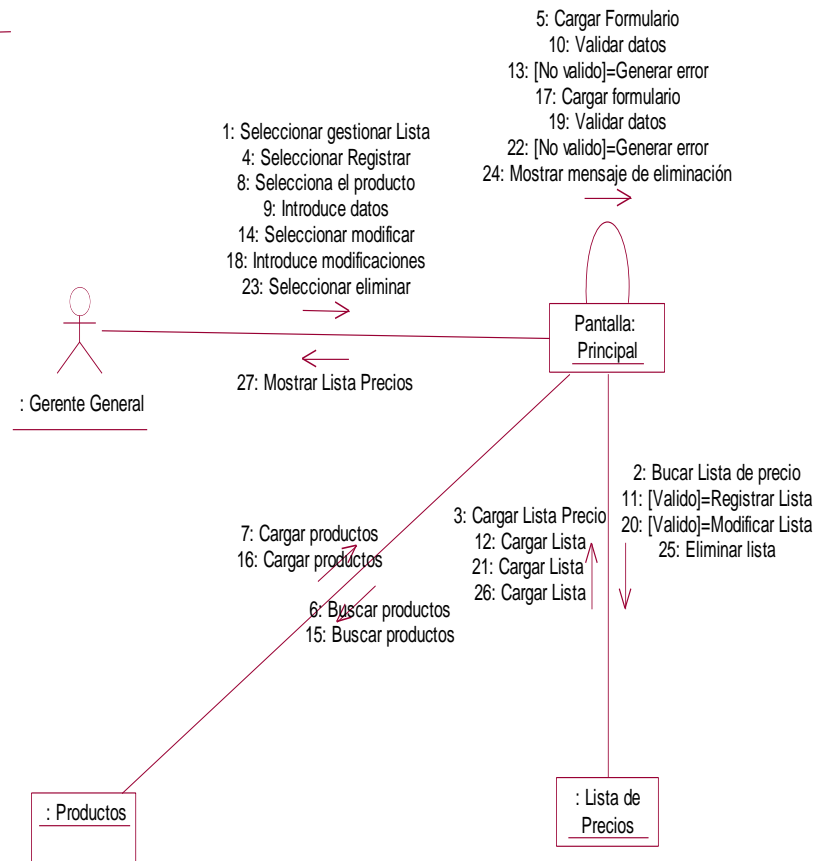 5: Cargar Formulario
10: Validar datos
13: [No valido]=Generar error
17: Cargar formulario
19: Validar datos
22: [No valido]=Generar error
24: Mostrar mensaje de eliminación
1: Seleccionar gestionar Lista
4: Seleccionar Registrar
8: Selecciona el producto
9: Introduce datos
14: Seleccionar modificar
18: Introduce modificaciones
23: Seleccionar eliminar
Pantalla:
Principal
27: Mostrar Lista Precios
: Gerente General
2: Bucar Lista de precio
11: [Valido]=Registrar Lista
20: [Valido]=Modificar Lista
25: Eliminar lista
3: Cargar Lista Precio
12: Cargar Lista
21: Cargar Lista
26: Cargar Lista
7: Cargar productos
16: Cargar productos
6: Buscar productos
15: Buscar productos
: Productos
: Lista de
Precios